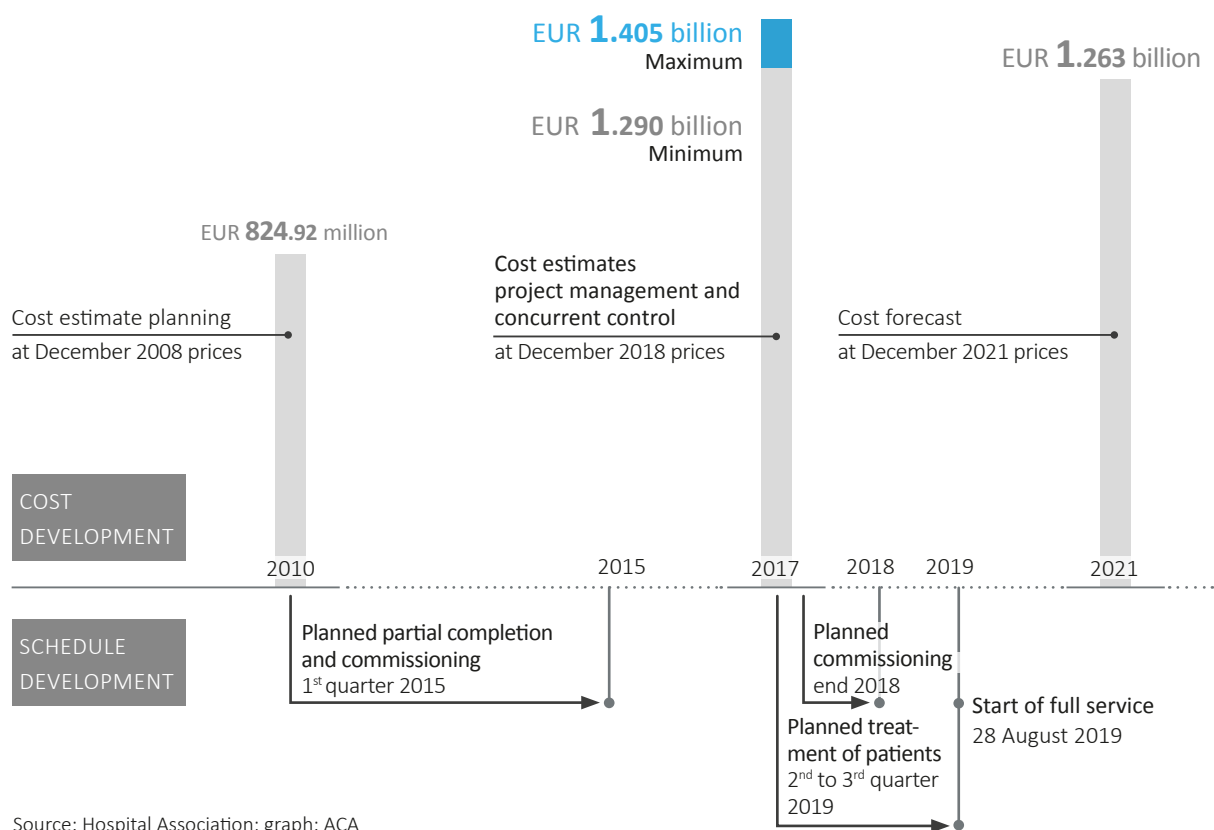 EUR 1.405 billion
Maximum
EUR 1.263 billion
EUR 1.290 billion
Minimum
EUR 824.92 million
Cost estimates
project management and
concurrent control
at December 2018 prices
Cost estimate planning
at December 2008 prices
Cost forecast
at December 2021 prices
COST
DEVELOPMENT
2010
2015
2017
2018
2019
2021
SCHEDULE
DEVELOPMENT
Planned partial completion
and commissioning
1st quarter 2015
Planned
commissioning
end 2018
Planned treat-
ment of patients
2nd to 3rd quarter
2019
Start of full service
28 August 2019
Source: Hospital Association; graph: ACA